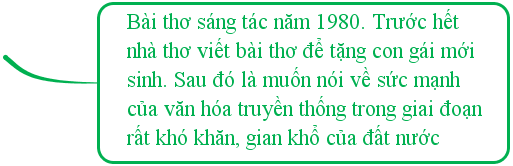 Bài thơ sáng tác năm 1980. Trước hết
nhà thơ viết bài thơ để tặng con gái mới
sinh. Sau đó là muốn nói về sức mạnh
của văn hóa truyền thống trong giai đoạn
rất khó khăn, gian khổ của đất nước